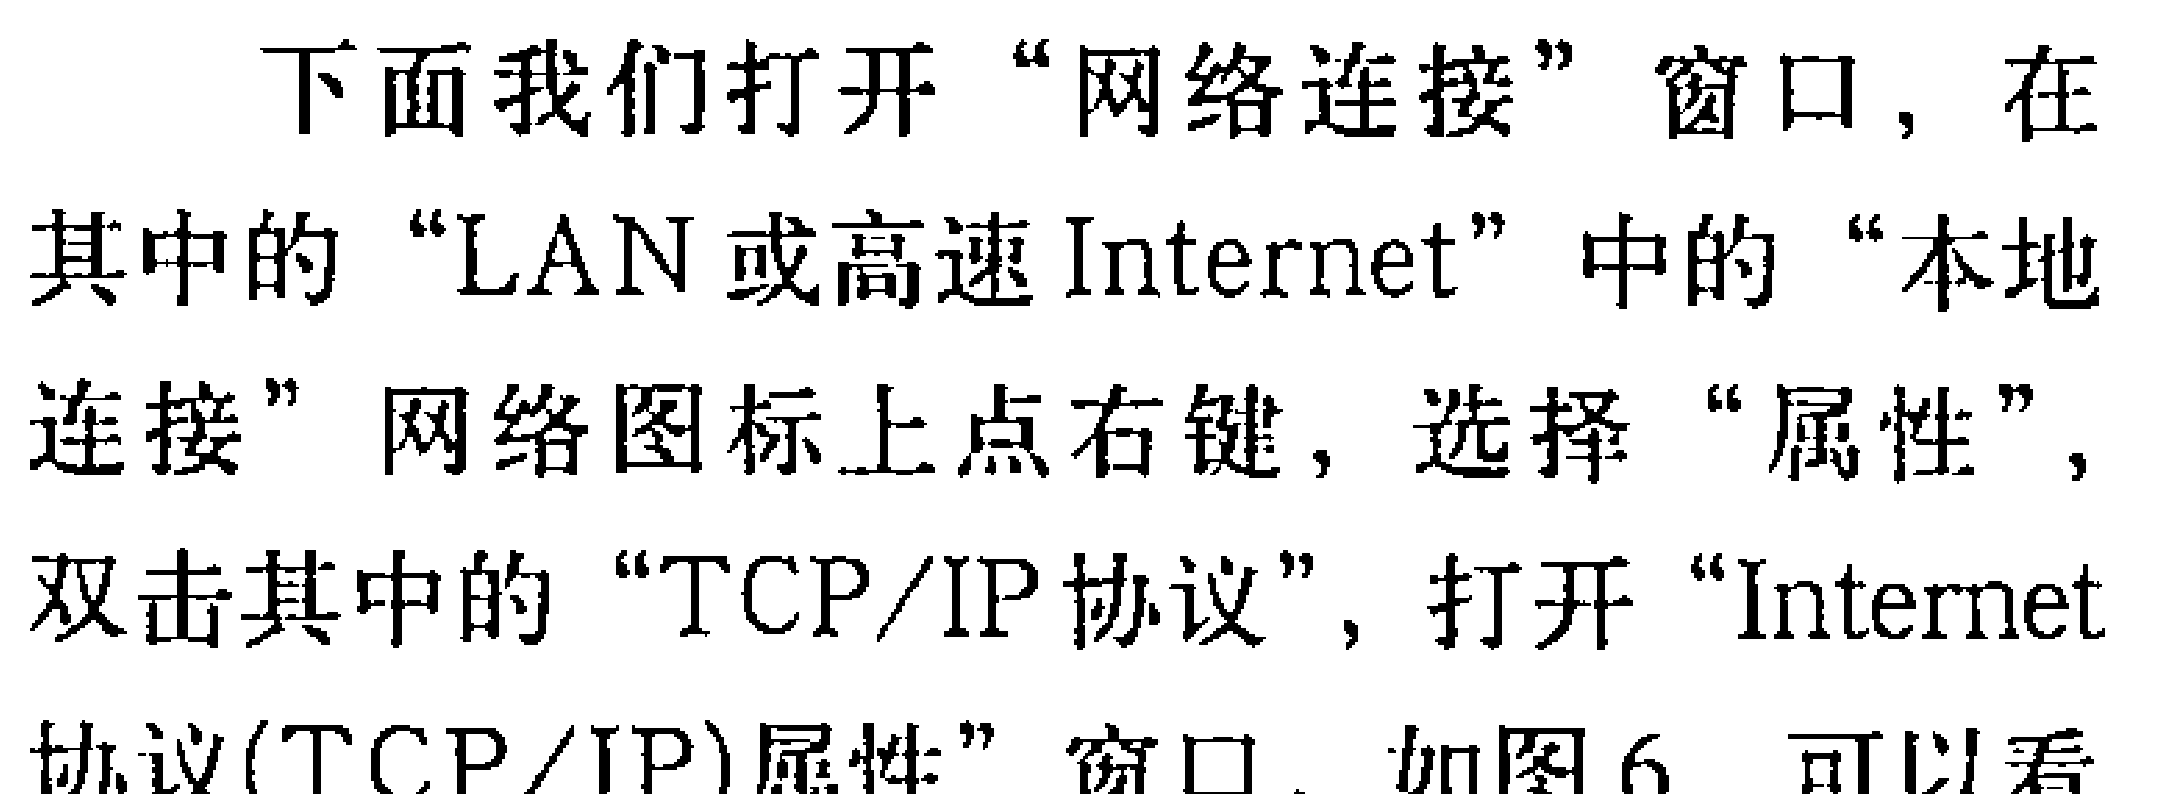 下面我们打开“网络连接”窗口，在
其中的“LAN或高速Internet”中的“本地
连接”网络图标上点右键，选择“属性”，
双击其中的“TCP/IP协议”，打开“Internet
协议(TCP/IP)属性”窗口，如图6 可以看